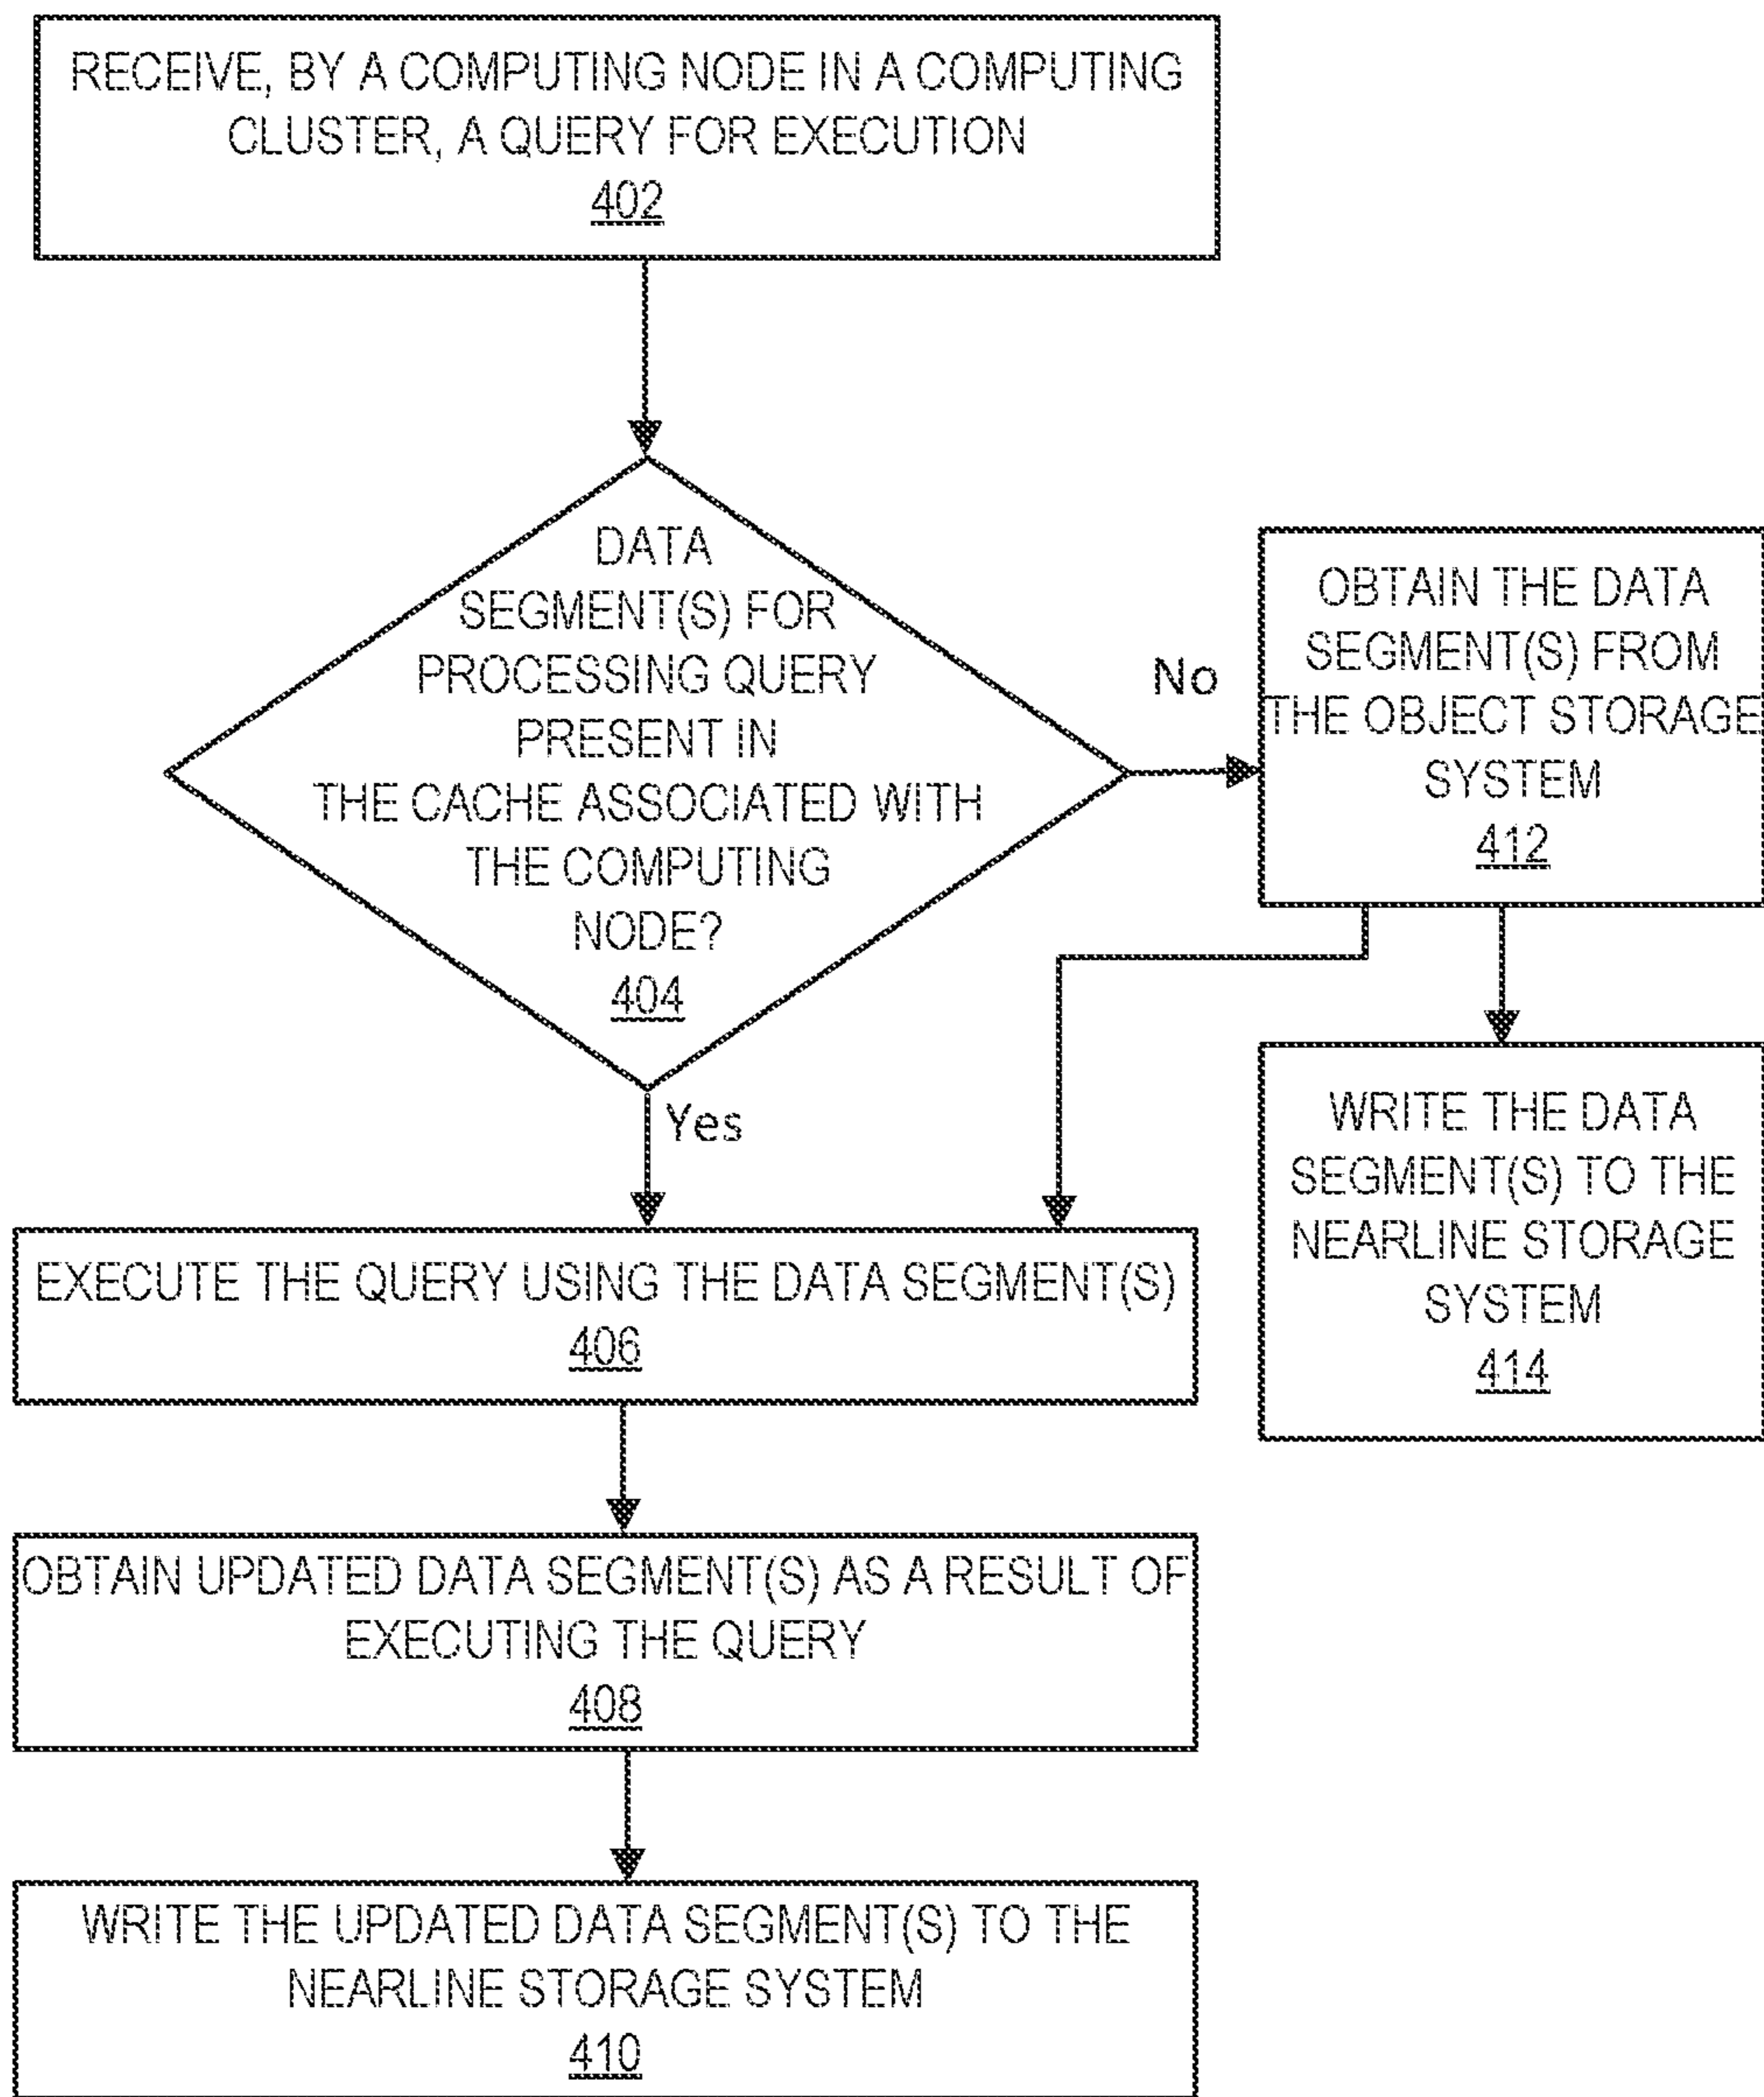 RECEIVE, BY A COMPUTING NODE IN A COMPUTING
CLUSTER, A QUERY FOR EXECUTION
402
DATA
SEGMENT(S) FOR
PROCESSING QUERY
PRESENT IN
THE CACHE ASSOCIATED WITH
THE COMPUTING
NODE?
404
No
OBTAIN THE DATA
SEGMENT(S) FROM
THE OBJECT STORAGE
SYSTEM
412
Yes
WRITE THE DATA
SEGMENT(S) TO THE
NEARLINE STORAGE
SYSTEM
414
EXECUTE THE QUERY USING THE DATA SEGMENT(S)
406
OBTAIN UPDATED DATA SEGMENT(S) AS A RESULT OF
EXECUTING THE QUERY
408
WRITE THE UPDATED DATA SEGMENT(S) TO THE
NEARLINE STORAGE SYSTEM
410